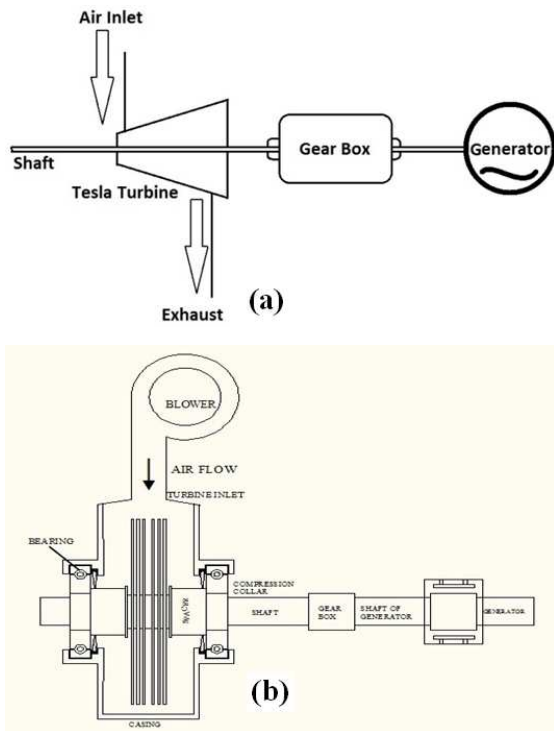 Air Inlet
Shaft
Gear Box
Generator
Tesla Turbine
Exhaust
(a)
BLOWER
AIR FLOW
TURBINE INLET
BEARING
COMPRESSION
COLLAR
SHAFT
GEAR
BOX
SHAFT OF
GENERATOR
GENERATOR
CASING
(b)